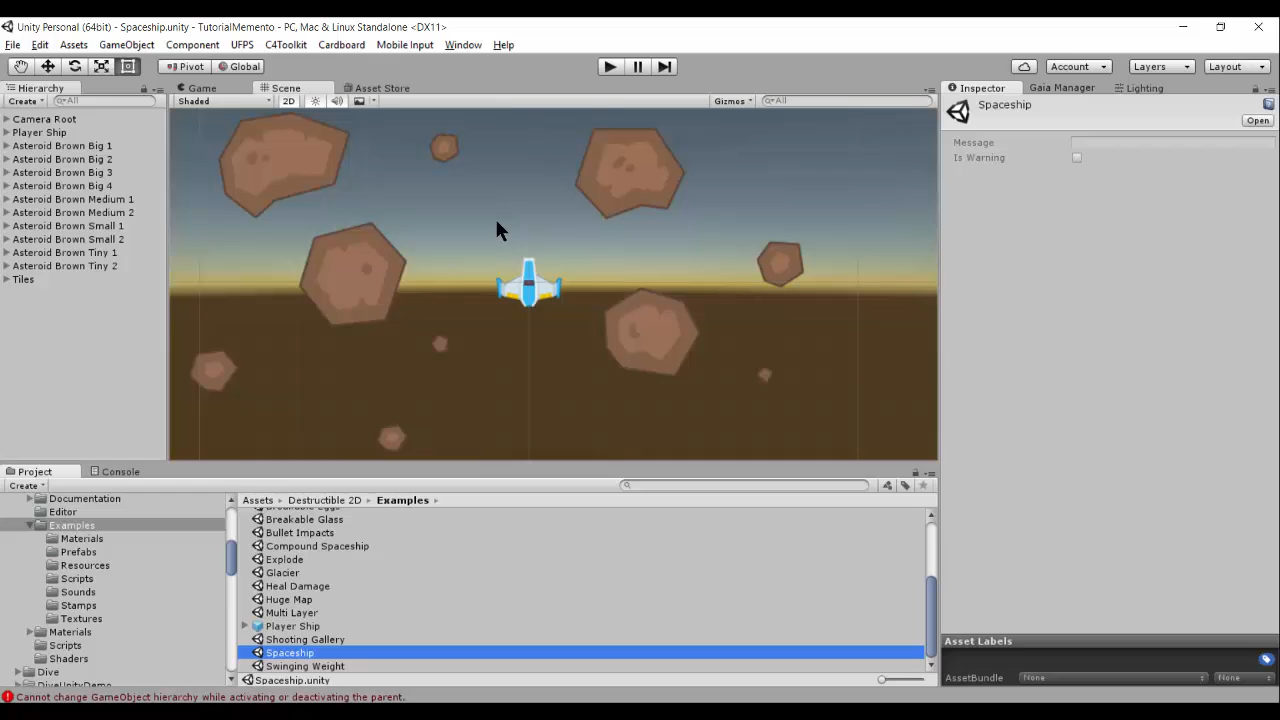 Unity Personal (64bit) - Spaceship.unity - TutorialMemento - PC, Mac & Linux Standalone <DX11>
File Edit Assets GameObject Component UFPS C4Toolkit Cardboard Mobile Input Window Help
Pivot Global Account Layers Layout
Hierarchy Game Scene Asset Store Inspector Gaia Manager Lighting
Create All Shaded 2D Gizmos All
Spaceship
Open
Camera Root
Player Ship
Asteroid Brown Big 1
Asteroid Brown Big 2
Asteroid Brown Big 3
Asteroid Brown Big 4
Asteroid Brown Medium 1
Asteroid Brown Medium 2
Asteroid Brown Small 1
Asteroid Brown Small 2
Asteroid Brown Tiny 1
Asteroid Brown Tiny 2
Tiles
Message
Is Warning
Project Console
Create
Documentation
Editor
Examples
Materials
Prefabs
Resources
Scripts
Sounds
Stamps
Textures
Materials
Scripts
Shaders
Dive
DiveUnityDemo
Assets Destructible 2D Examples
Breakable Eggs
Breakable Glass
Bullet Impacts
Compound Spaceship
Explode
Glacier
Heal Damage
Huge Map
Multi Layer
Player Ship
Shooting Gallery
Spaceship
Swinging Weight
Spaceship.unity
Asset Labels
AssetBundle None None
Cannot change GameObject hierarchy while activating or deactivating the parent.